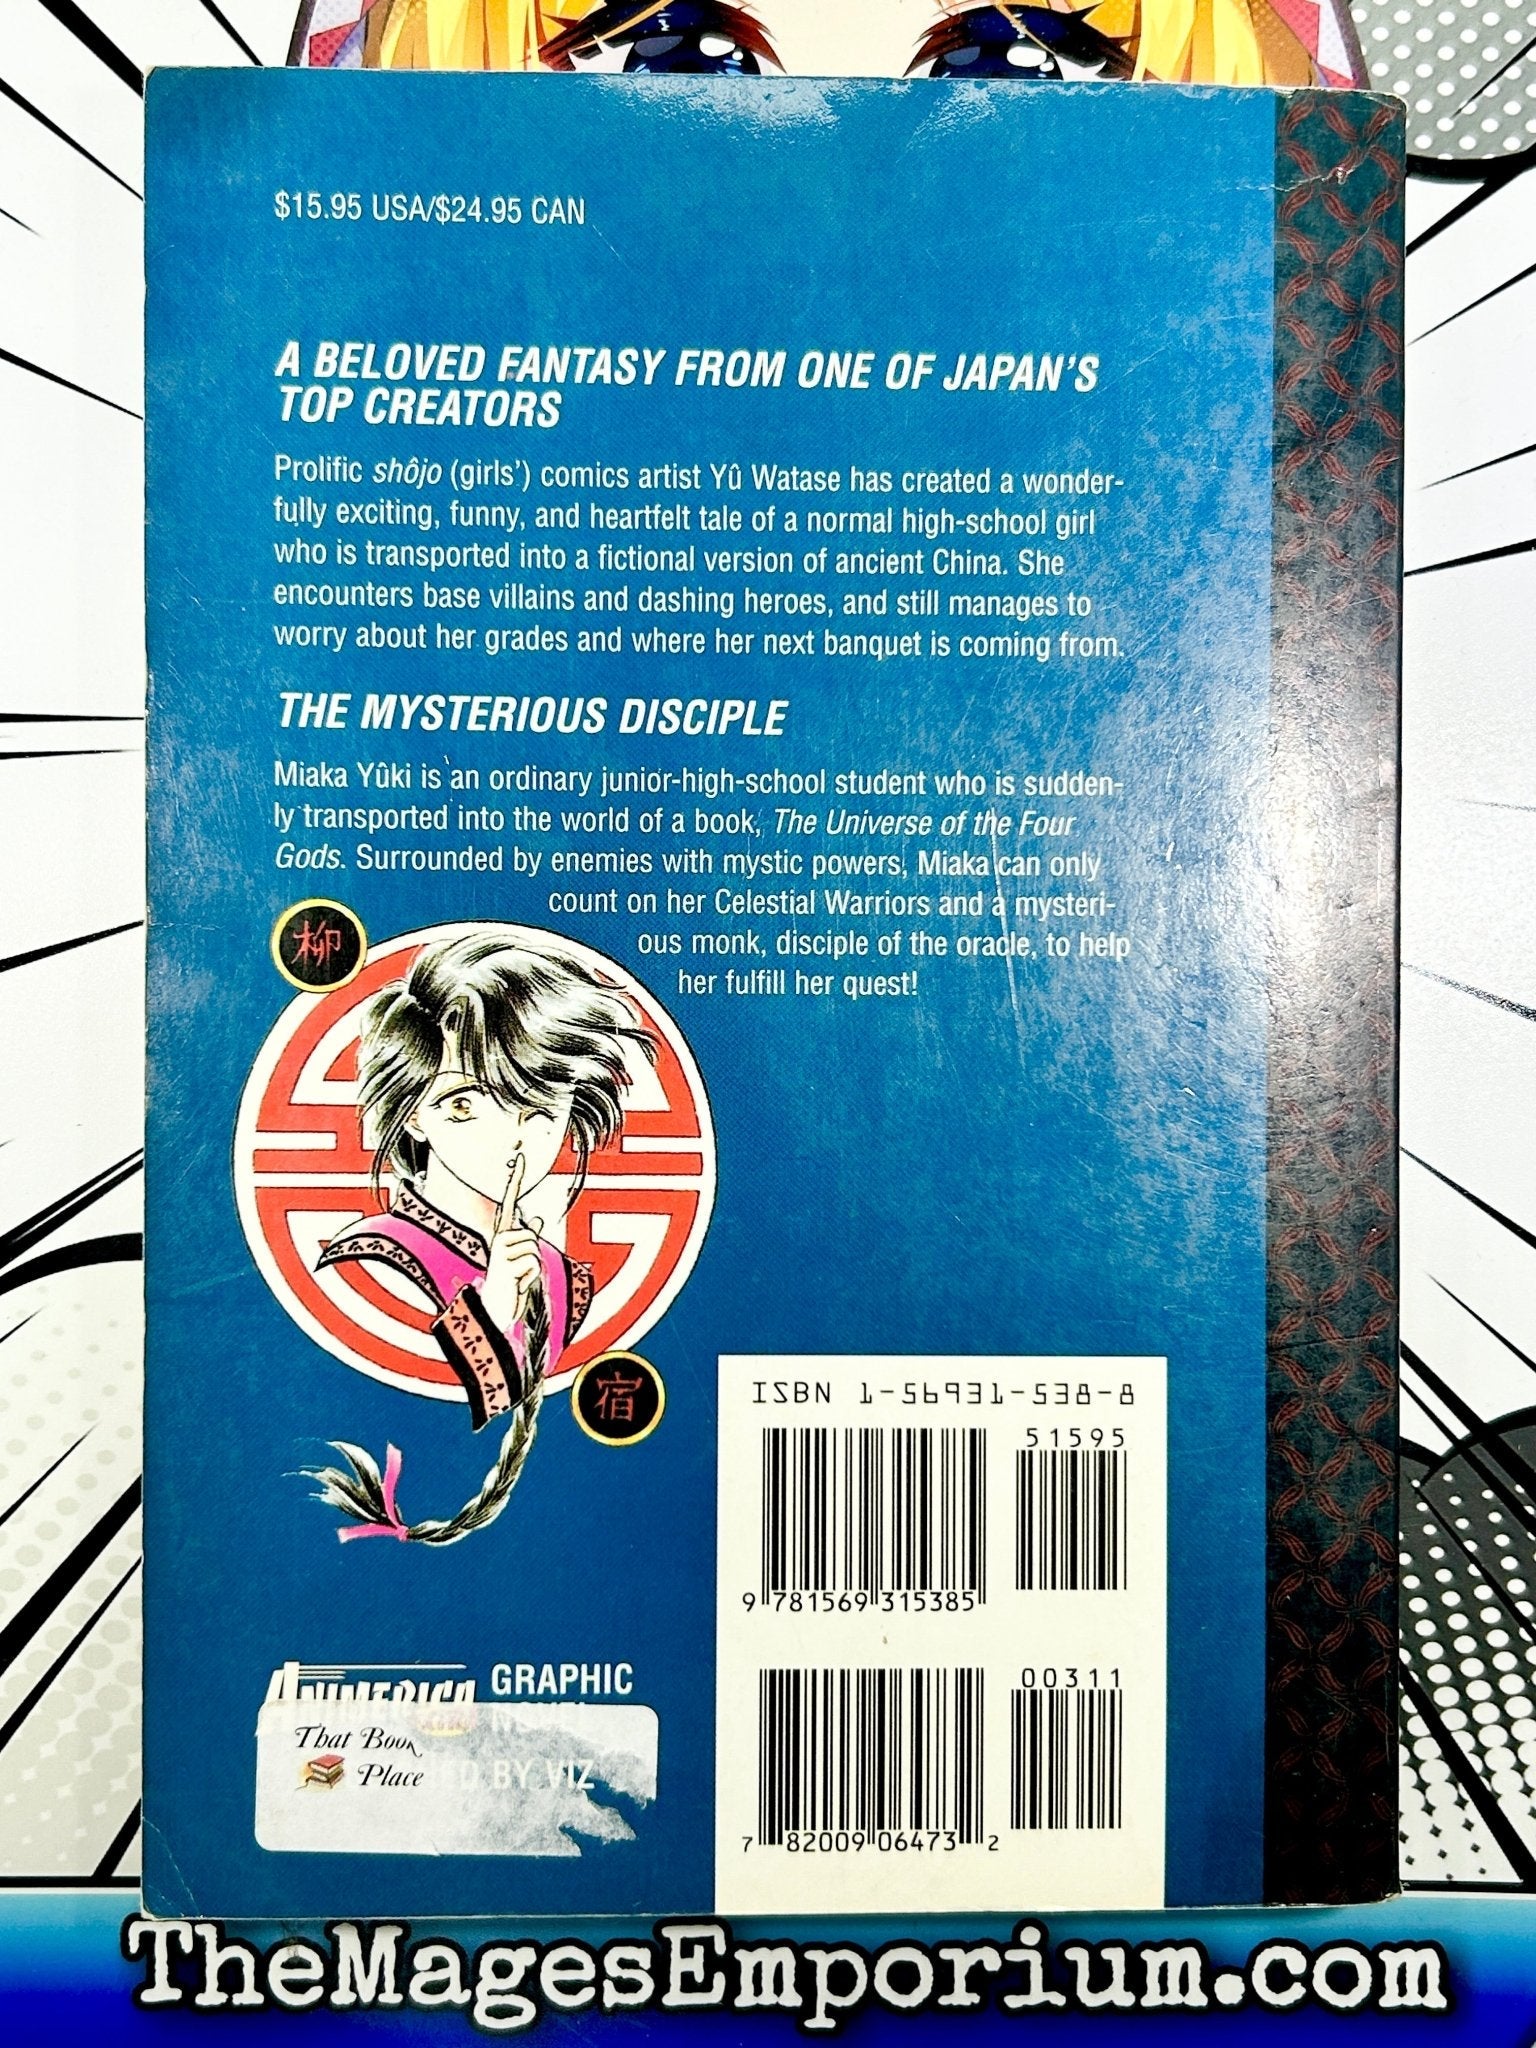 $15.95 USA/$24.95 CAN
A BELOVED FANTASY FROM ONE OF JAPAN'S
TOP CREATORS
Prolific shôjo (girls') comics artist Yû Watase has created a wonder-
fully exciting, funny, and heartfelt tale of a normal high-school girl
who is transported into a fictional version of ancient China. She
encounters base villains and dashing heroes, and still manages to
worry about her grades and where her next banquet is coming from.
THE MYSTERIOUS DISCIPLE
Miaka Yûki is an ordinary junior-high-school student who is sudden-
ly transported into the world of a book, The Universe of the Four
Gods. Surrounded by enemies with mystic powers, Miaka can only
count on her Celestial Warriors and a mysteri-
ous monk, disciple of the oracle, to help
her fulfill her quest!
柳
宿
ISBN 1-56931-538-8
51595
9 781569 315385
00311
7 82009 06473 2
ANIMERICA GRAPHIC
That Book
Place
BY VIZ
TheMagesEmporium.com